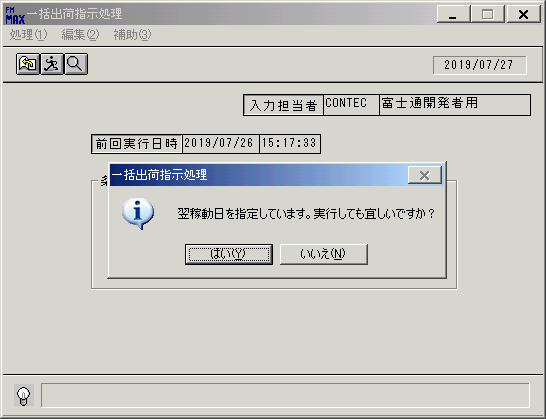 FM
MAX
一括出荷指示処理
処理(1) 編集(2) 補助(3)
2019/07/27
入力担当者 CONTEC 富士通開発者用
前回実行日時 2019/07/26 15:17:33
一括出荷指示処理
翌稼動日を指定しています。実行しても宜しいですか？
はい(Y) いいえ(N)